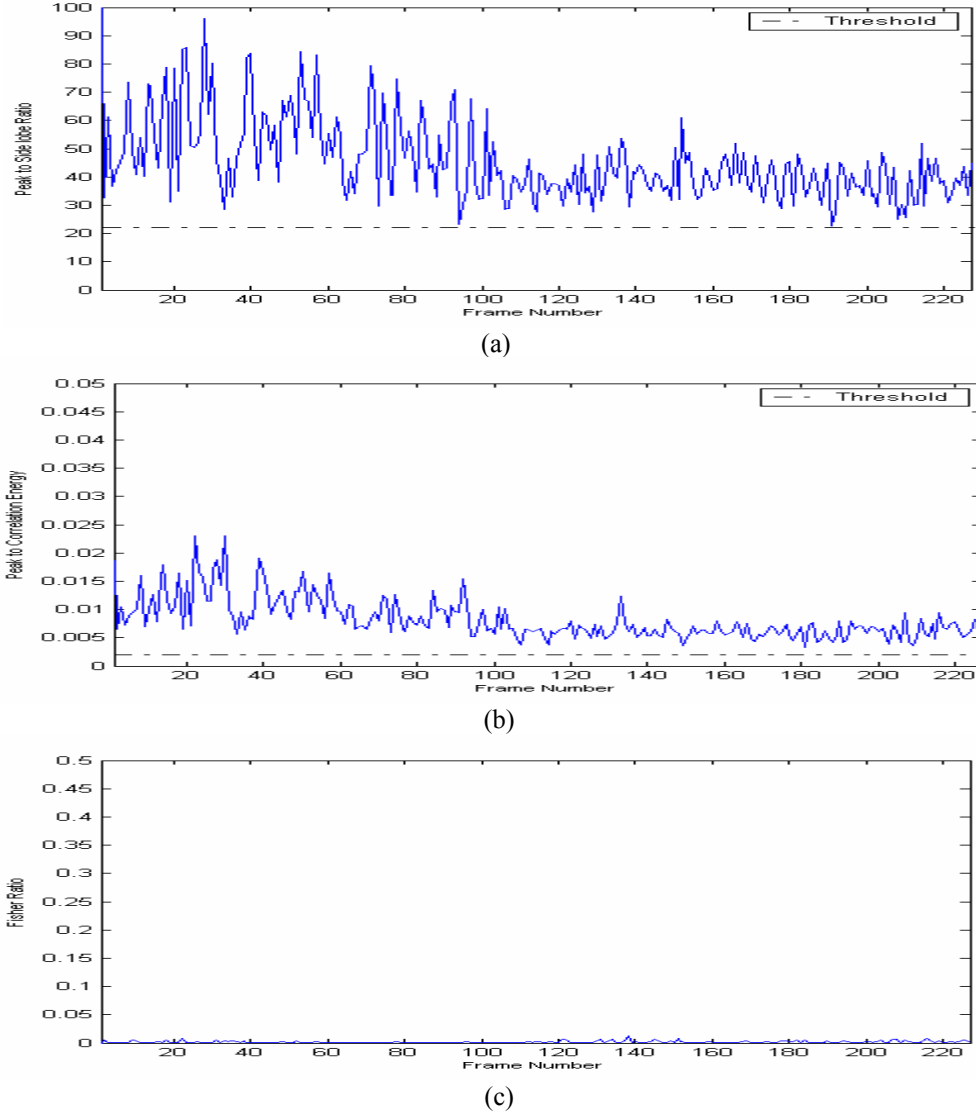 100
90
80
70
60
50
40
30
20
10
0
Peak to Side lobe Ratio
Threshold
20 40 60 80 100 120 140 160 180 200 220
Frame Number
(a)
0.05
0.045
0.04
0.035
0.03
0.025
0.02
0.015
0.01
0.005
0
Peak to Correlation Energy
Threshold
20 40 60 80 100 120 140 160 180 200 220
Frame Number
(b)
0.5
0.45
0.4
0.35
0.3
0.25
0.2
0.15
0.1
0.05
0
Fisher Ratio
20 40 60 80 100 120 140 160 180 200 220
Frame Number
(c)